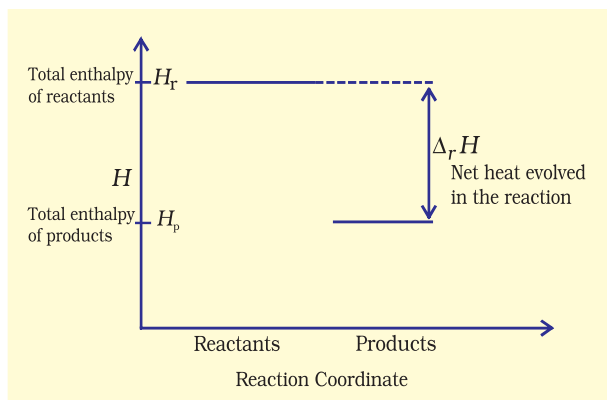 Total enthalpy
of reactants
Hr
ΔrH
Net heat evolved
in the reaction
H
Total enthalpy
of products
Hp
Reactants
Products
Reaction Coordinate